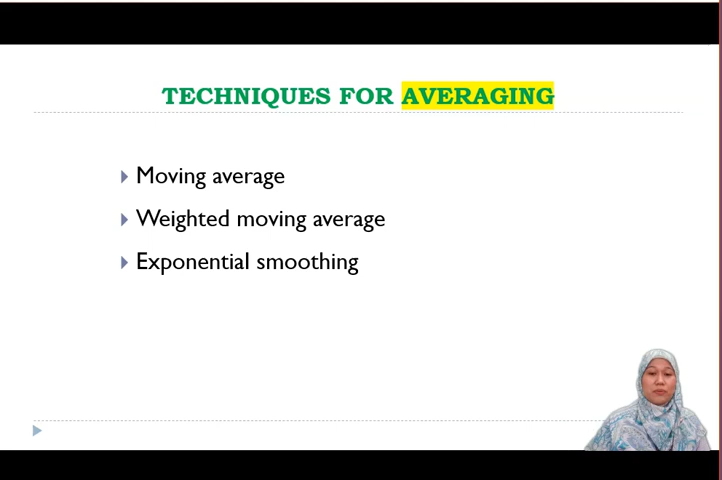 TECHNIQUES FOR AVERAGING
Moving average
Weighted moving average
Exponential smoothing